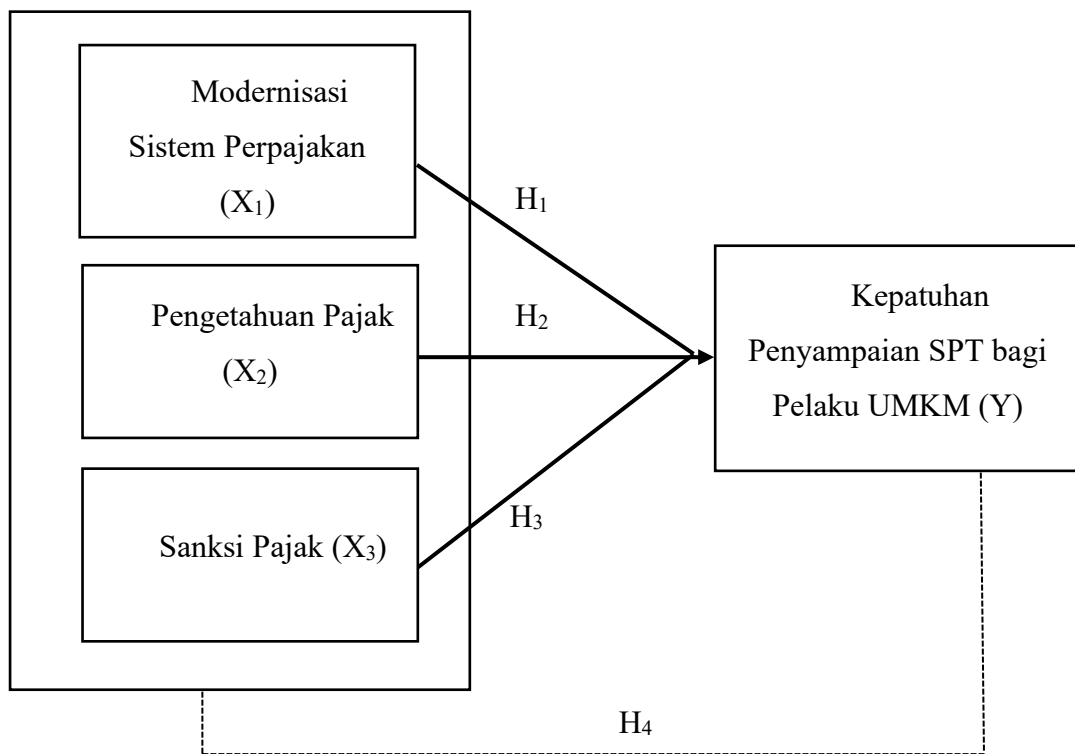 Modernisasi
Sistem Perpajakan
(X₁)
H₁
Pengetahuan Pajak
(X₂)
H₂
Kepatuhan
Penyampaian SPT bagi
Pelaku UMKM (Y)
Sanksi Pajak (X₃)
H₃
H₄